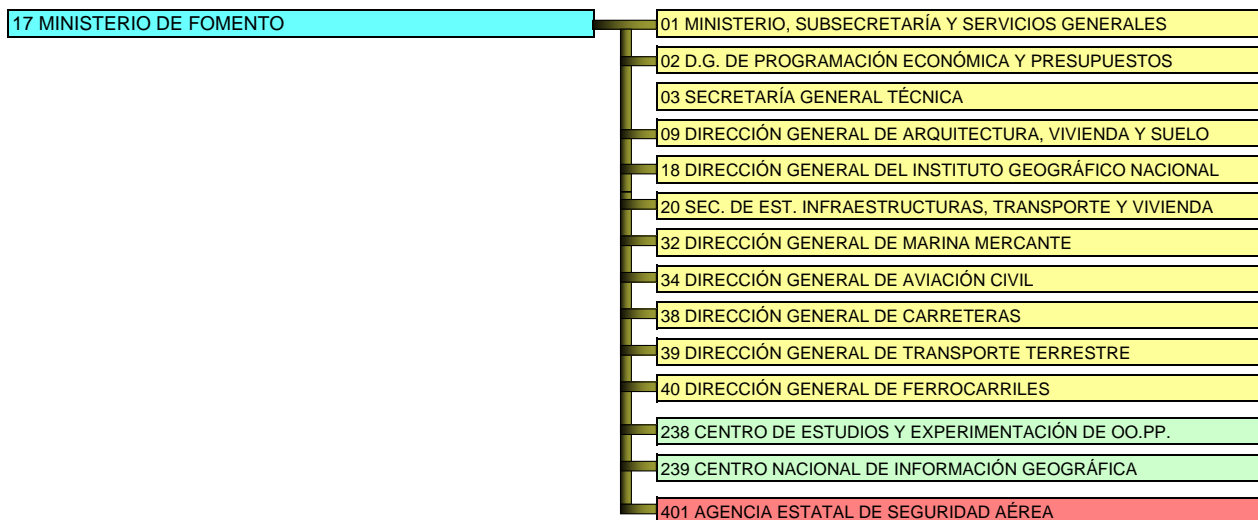 17 MINISTERIO DE FOMENTO
01 MINISTERIO, SUBSECRETARÍA Y SERVICIOS GENERALES
02 D.G. DE PROGRAMACIÓN ECONÓMICA Y PRESUPUESTOS
03 SECRETARÍA GENERAL TÉCNICA
09 DIRECCIÓN GENERAL DE ARQUITECTURA, VIVIENDA Y SUELO
18 DIRECCIÓN GENERAL DEL INSTITUTO GEOGRÁFICO NACIONAL
20 SEC. DE EST. INFRAESTRUCTURAS, TRANSPORTE Y VIVIENDA
32 DIRECCIÓN GENERAL DE MARINA MERCANTE
34 DIRECCIÓN GENERAL DE AVIACIÓN CIVIL
38 DIRECCIÓN GENERAL DE CARRETERAS
39 DIRECCIÓN GENERAL DE TRANSPORTE TERRESTRE
40 DIRECCIÓN GENERAL DE FERROCARRILES
238 CENTRO DE ESTUDIOS Y EXPERIMENTACIÓN DE OO.PP.
239 CENTRO NACIONAL DE INFORMACIÓN GEOGRÁFICA
401 AGENCIA ESTATAL DE SEGURIDAD AÉREA